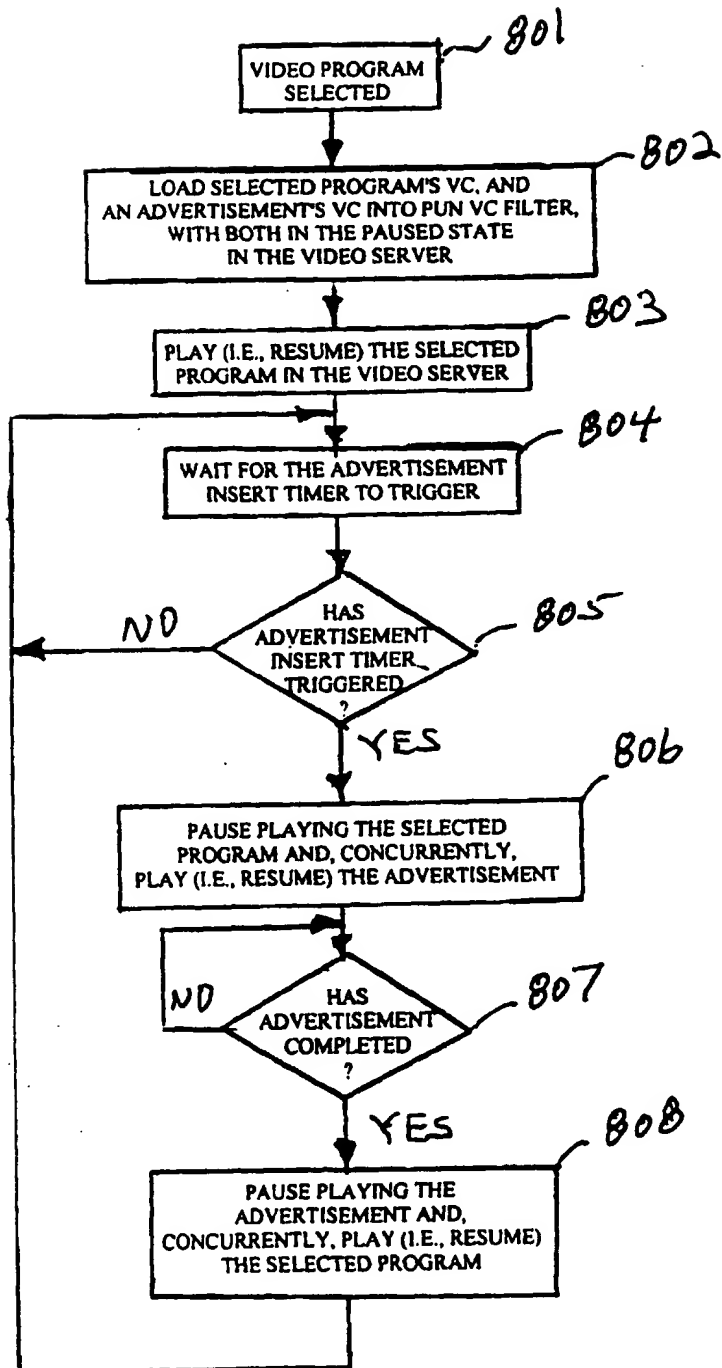 801
VIDEO PROGRAM
SELECTED
802
LOAD SELECTED PROGRAM'S VC, AND
AN ADVERTISEMENT'S VC INTO PUN VC FILTER,
WITH BOTH IN THE PAUSED STATE
IN THE VIDEO SERVER
803
PLAY (I.E., RESUME) THE SELECTED
PROGRAM IN THE VIDEO SERVER
804
WAIT FOR THE ADVERTISEMENT
INSERT TIMER TO TRIGGER
805
HAS
ADVERTISEMENT
INSERT TIMER
TRIGGERED
?
NO
YES
806
PAUSE PLAYING THE SELECTED
PROGRAM AND, CONCURRENTLY,
PLAY (I.E., RESUME) THE ADVERTISEMENT
807
HAS
ADVERTISEMENT
COMPLETED
?
NO
YES
808
PAUSE PLAYING THE
ADVERTISEMENT AND,
CONCURRENTLY, PLAY (I.E., RESUME)
THE SELECTED PROGRAM